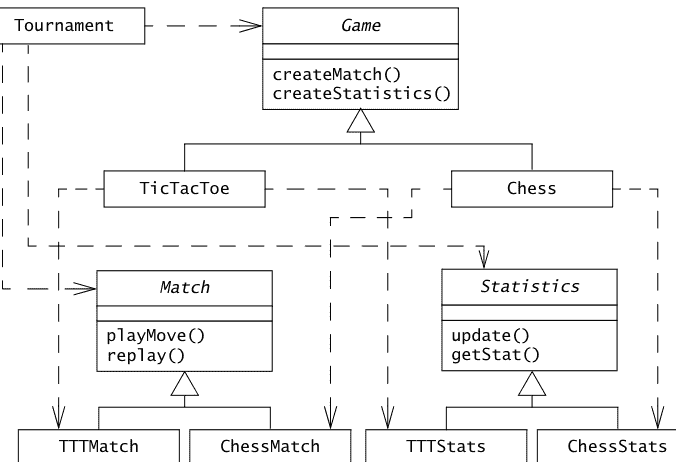 Tournament
Game
createMatch()
createStatistics()
TicTacToe
Chess
Match
playMove()
replay()
Statistics
update()
getStat()
TTTMatch
ChessMatch
TTTStats
ChessStats